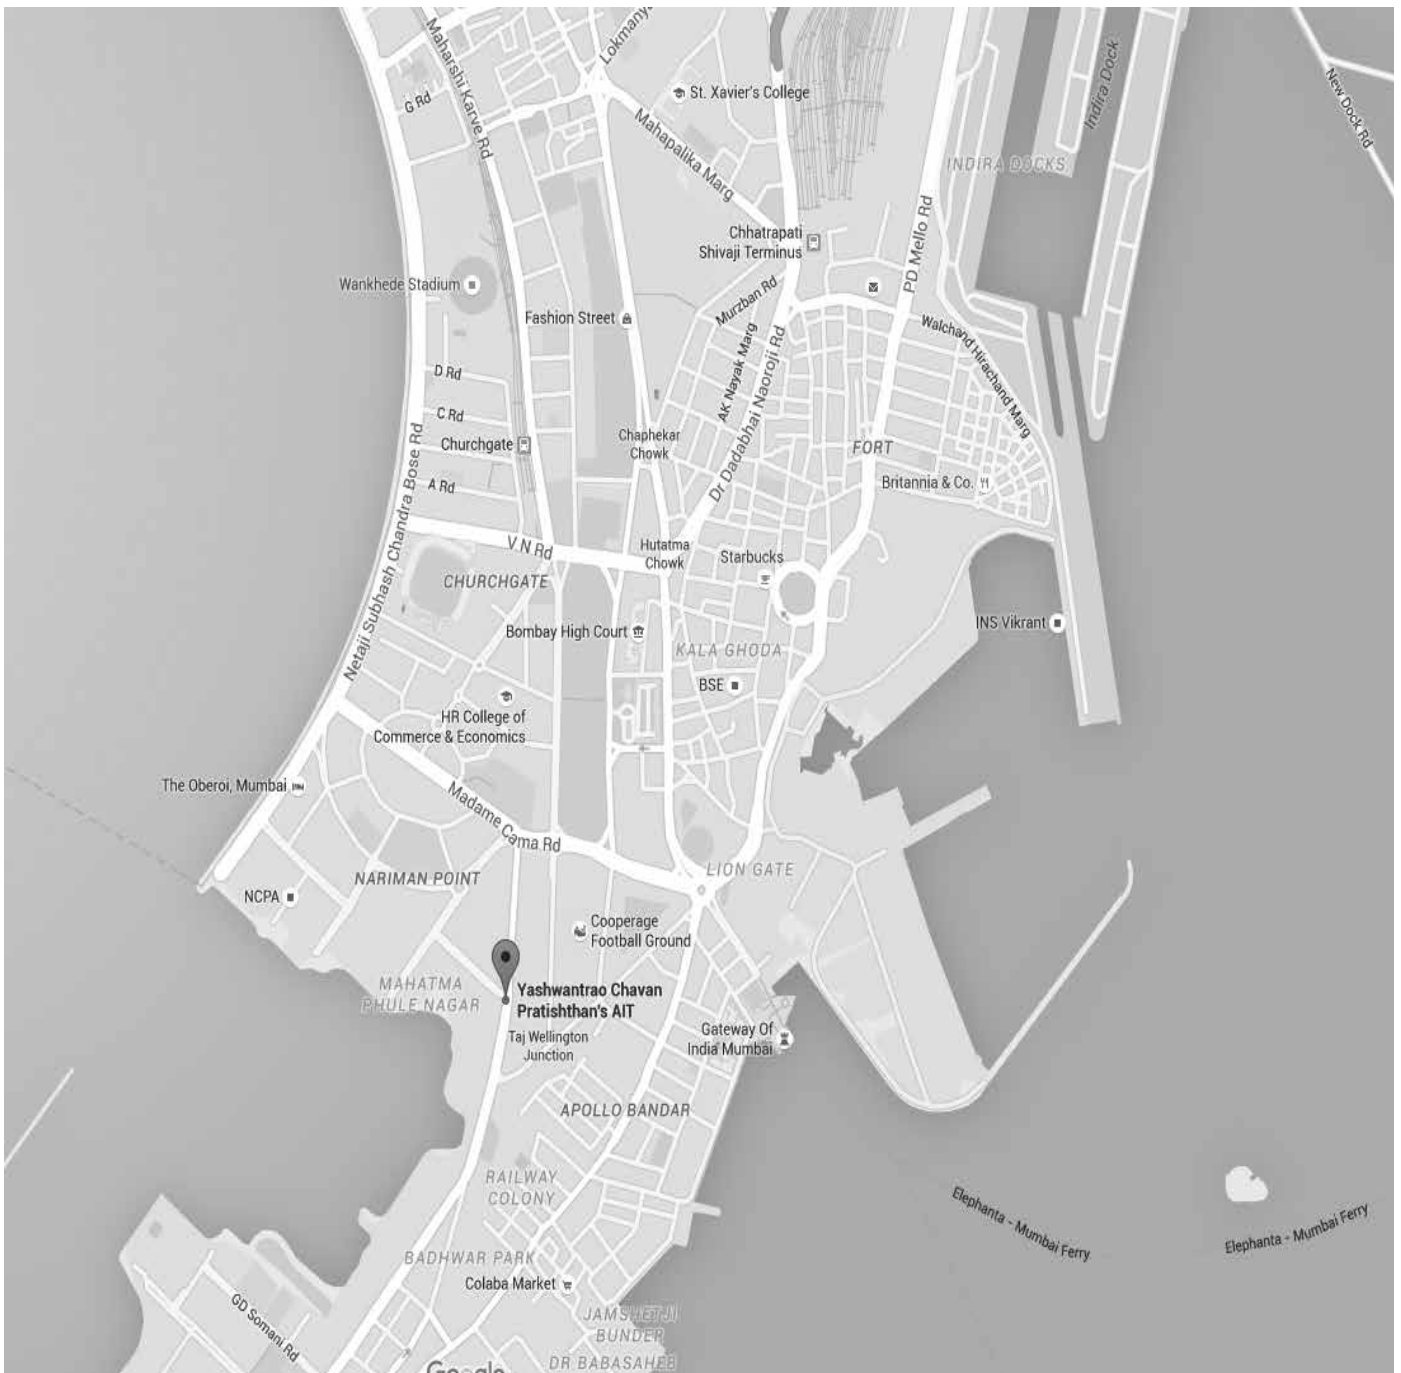 Lokmanya
Maharshi Karve Rd
G Rd
St. Xavier's College
Mahapalika Marg
Indira Dock
New Dock Rd
INDIRA DOCKS
Chhatrapati
Shivaji Terminus
PD Mello Rd
Wankhede Stadium
Fashion Street
Murzban Rd
AK Nayak Marg
Dr Dadabhai Naoroji Rd
Walchand Hirachand Marg
D Rd
C Rd
Churchgate
A Rd
Chaphekar
Chowk
FORT
Britannia & Co.
Netaji Subhash Chandra Bose Rd
V N Rd
Hutatma
Chowk
Starbucks
CHURCHGATE
Bombay High Court
INS Vikrant
KALA GHODA
BSE
HR College of
Commerce & Economics
The Oberoi, Mumbai
Madame Cama Rd
LION GATE
NARIMAN POINT
NCPA
Cooperage
Football Ground
MAHATMA
PHULE NAGAR
Yashwantrao Chavan
Pratishthan's AIT
Taj Wellington
Junction
Gateway Of
India Mumbai
APOLLO BANDAR
RAILWAY
COLONY
Elephanta - Mumbai Ferry
Elephanta - Mumbai Ferry
BADHWAR PARK
Colaba Market
GD Somani Rd
JAMSHETJI
BUNDER
DR BABASAHEB
Google